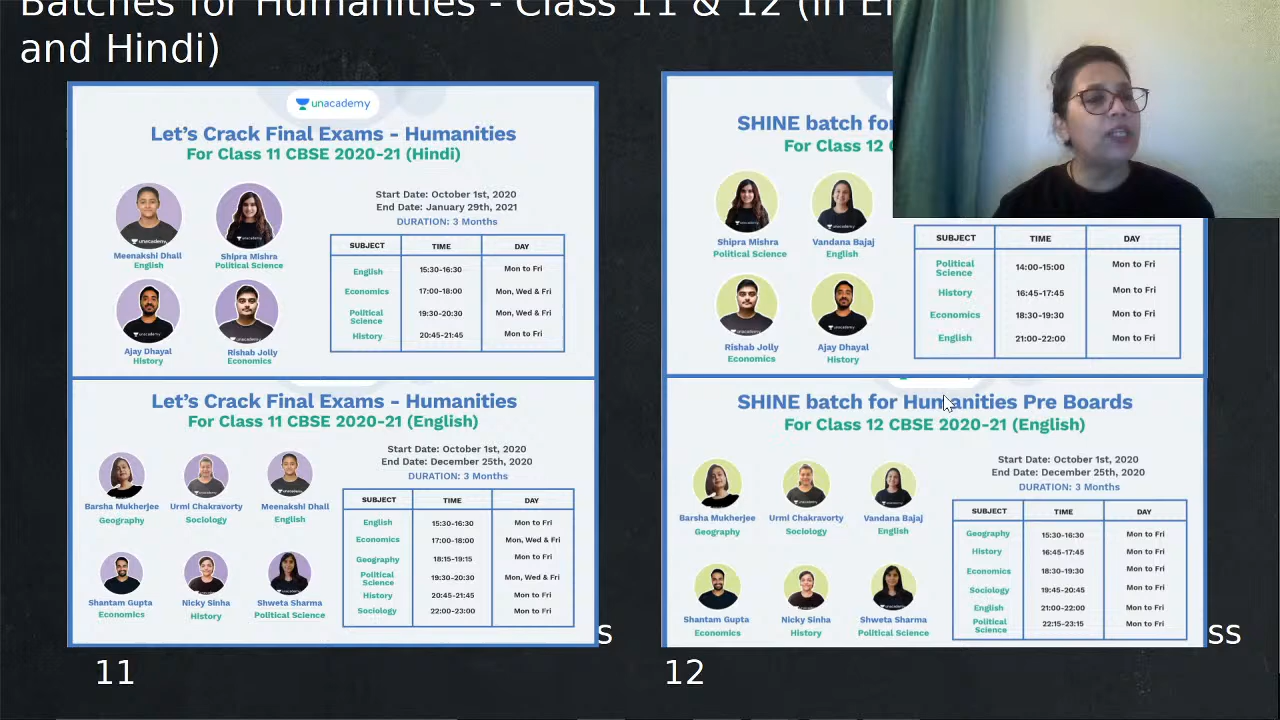 Batches for Humanities - Class 11 & 12 (in E
and Hindi)
unacademy
Let's Crack Final Exams - Humanities
For Class 11 CBSE 2020-21 (Hindi)
Start Date: October 1st, 2020
End Date: January 29th, 2021
DURATION: 3 Months
Meenakshi Dhall
English
Shipra Mishra
Political Science
Ajay Dhayal
History
Rishab Jolly
Economics
SUBJECT TIME DAY
English 15:30-16:30 Mon to Fri
Economics 17:00-18:00 Mon, Wed & Fri
Political
Science 19:30-20:30 Mon, Wed & Fri
History 20:45-21:45 Mon to Fri
SHINE batch for
For Class 12 C
Shipra Mishra
Political Science
Vandana Bajaj
English
Rishab Jolly
Economics
Ajay Dhayal
History
SUBJECT TIME DAY
Political
Science 14:00-15:00 Mon to Fri
History 16:45-17:45 Mon to Fri
Economics 18:30-19:30 Mon to Fri
English 21:00-22:00 Mon to Fri
Let's Crack Final Exams - Humanities
For Class 11 CBSE 2020-21 (English)
Start Date: October 1st, 2020
End Date: December 25th, 2020
DURATION: 3 Months
Barsha Mukherjee
Geography
Urmi Chakravorty
Sociology
Meenakshi Dhall
English
Shantam Gupta
Economics
Nicky Sinha
History
Shweta Sharma
Political Science
SUBJECT TIME DAY
English 15:30-16:30 Mon to Fri
Economics 17:00-18:00 Mon, Wed & Fri
Geography 18:15-19:15 Mon to Fri
Political
Science 19:30-20:30 Mon, Wed & Fri
History 20:45-21:45 Mon to Fri
Sociology 22:00-23:00 Mon to Fri
SHINE batch for Humanities Pre Boards
For Class 12 CBSE 2020-21 (English)
Start Date: October 1st, 2020
End Date: December 25th, 2020
DURATION: 3 Months
Barsha Mukherjee
Geography
Urmi Chakravorty
Sociology
Vandana Bajaj
English
Shantam Gupta
Economics
Nicky Sinha
History
Shweta Sharma
Political Science
SUBJECT TIME DAY
Geography 15:30-16:30 Mon to Fri
History 16:45-17:45 Mon to Fri
Economics 18:30-19:30 Mon to Fri
Sociology 19:45-20:45 Mon to Fri
English 21:00-22:00 Mon to Fri
Political
Science 22:15-23:15 Mon to Fri
s
11
ss
12